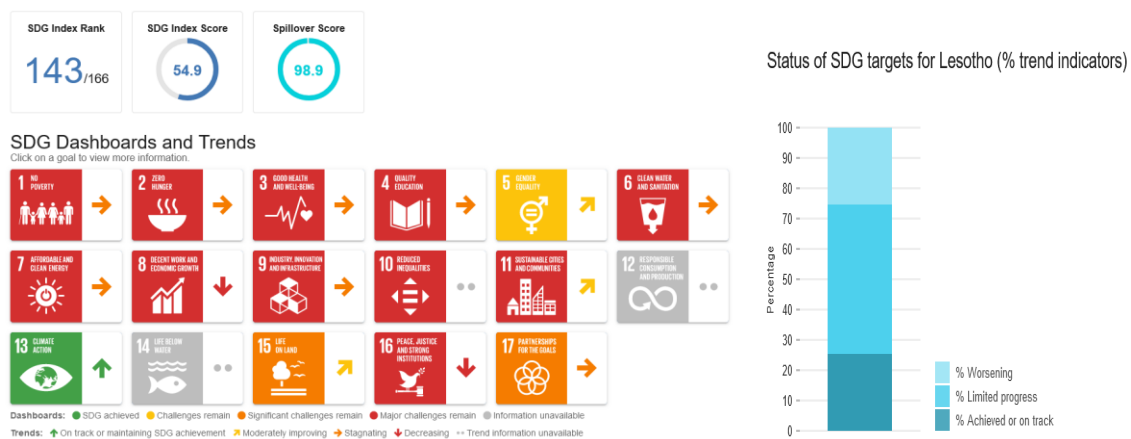 SDG Index Rank
143/166
SDG Index Score
54.9
Spillover Score
98.9
SDG Dashboards and Trends
Click on a goal to view more information.
1 NO
POVERTY
2 ZERO
HUNGER
3 GOOD HEALTH
AND WELL-BEING
4 QUALITY
EDUCATION
5 GENDER
EQUALITY
6 CLEAN WATER
AND SANITATION
7 AFFORDABLE AND
CLEAN ENERGY
8 DECENT WORK AND
ECONOMIC GROWTH
9 INDUSTRY, INNOVATION
AND INFRASTRUCTURE
10 REDUCED
INEQUALITIES
11 SUSTAINABLE CITIES
AND COMMUNITIES
12 RESPONSIBLE
CONSUMPTION
AND PRODUCTION
13 CLIMATE
ACTION
14 LIFE BELOW
WATER
15 LIFE
ON LAND
16 PEACE, JUSTICE
AND STRONG
INSTITUTIONS
17 PARTNERSHIPS
FOR THE GOALS
Dashboards: SDG achieved Challenges remain Significant challenges remain Major challenges remain Information unavailable
Trends: On track or maintaining SDG achievement Moderately improving Stagnating Decreasing Trend information unavailable
Status of SDG targets for Lesotho (% trend indicators)
100
90
80
70
60
50
40
30
20
10
0
Percentage
% Worsening
% Limited progress
% Achieved or on track